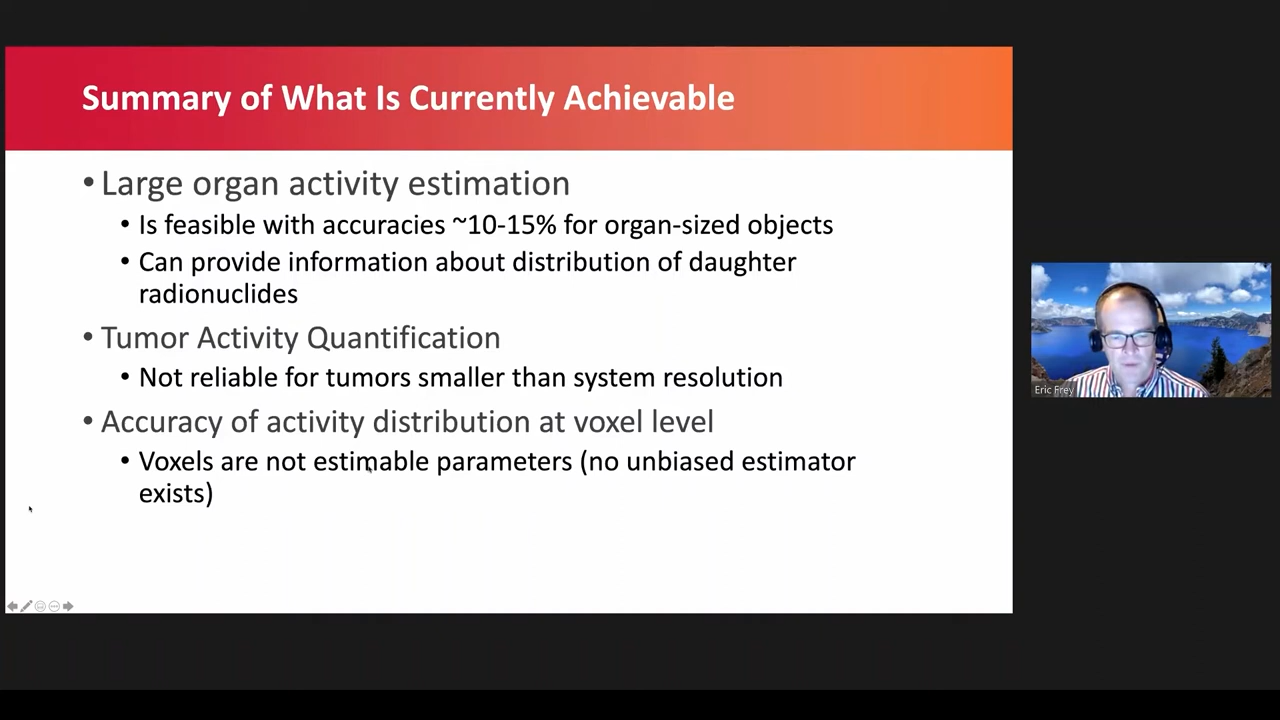 Summary of What Is Currently Achievable
• Large organ activity estimation
• Is feasible with accuracies ~10-15% for organ-sized objects
• Can provide information about distribution of daughter
radionuclides
• Tumor Activity Quantification
• Not reliable for tumors smaller than system resolution
• Accuracy of activity distribution at voxel level
• Voxels are not estimable parameters (no unbiased estimator
exists)
Eric Frey